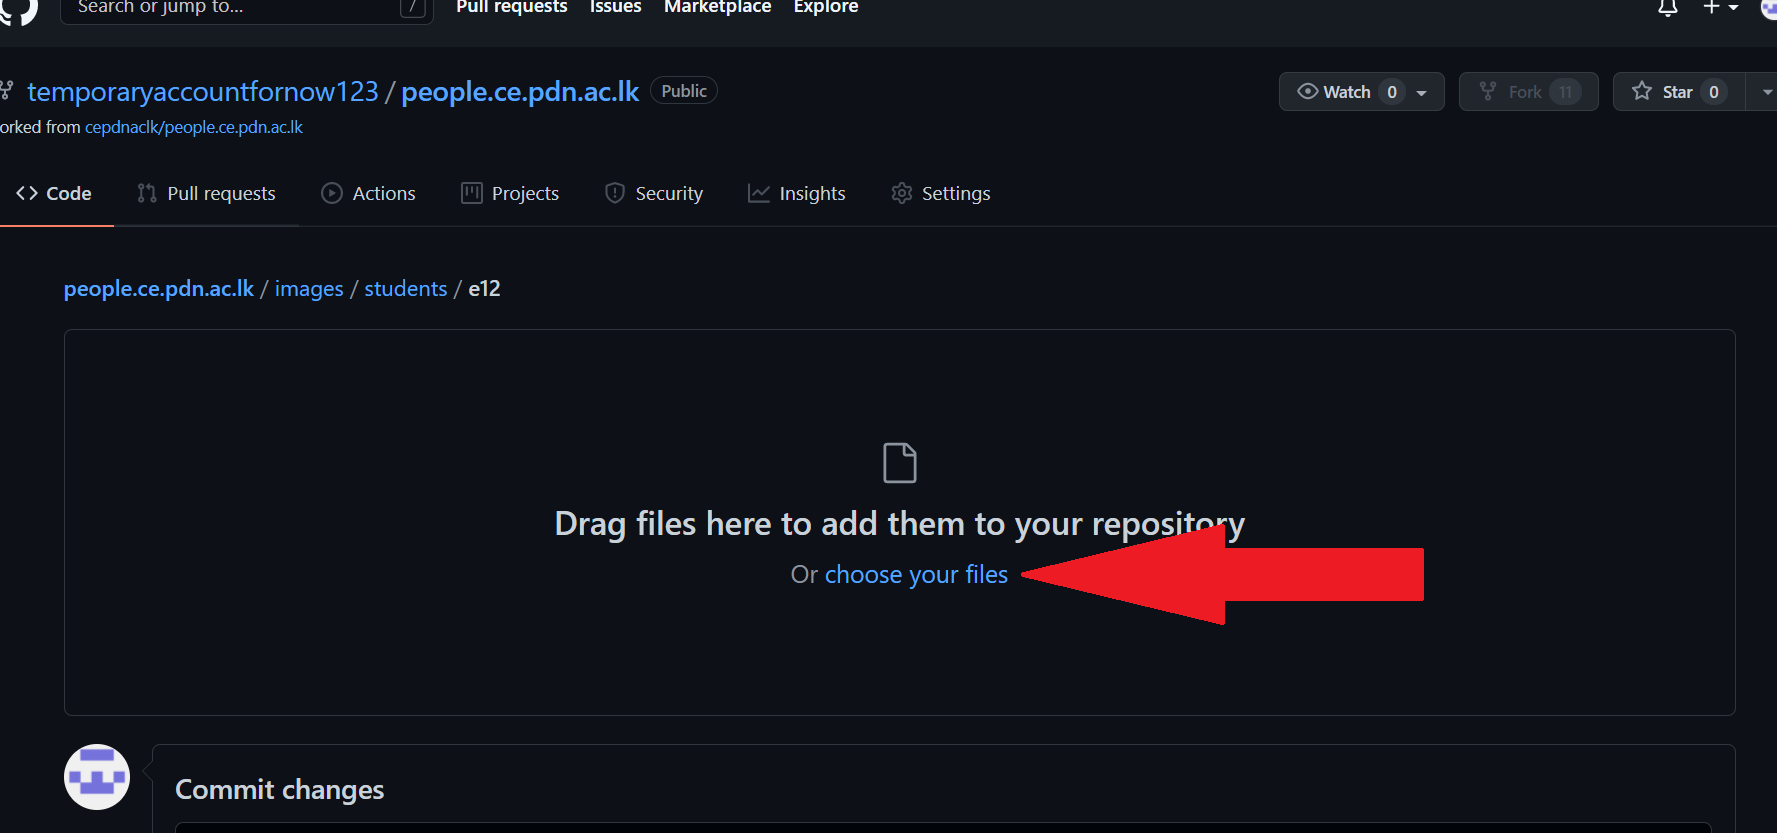 Search or jump to... /
Pull requests Issues Marketplace Explore
temporaryaccountfornow123 / people.ce.pdn.ac.lk Public
Watch 0 Fork 11 Star 0
orked from cepdnaclk/people.ce.pdn.ac.lk
Code Pull requests Actions Projects Security Insights Settings
people.ce.pdn.ac.lk / images / students / e12
Drag files here to add them to your repository
Or choose your files
Commit changes